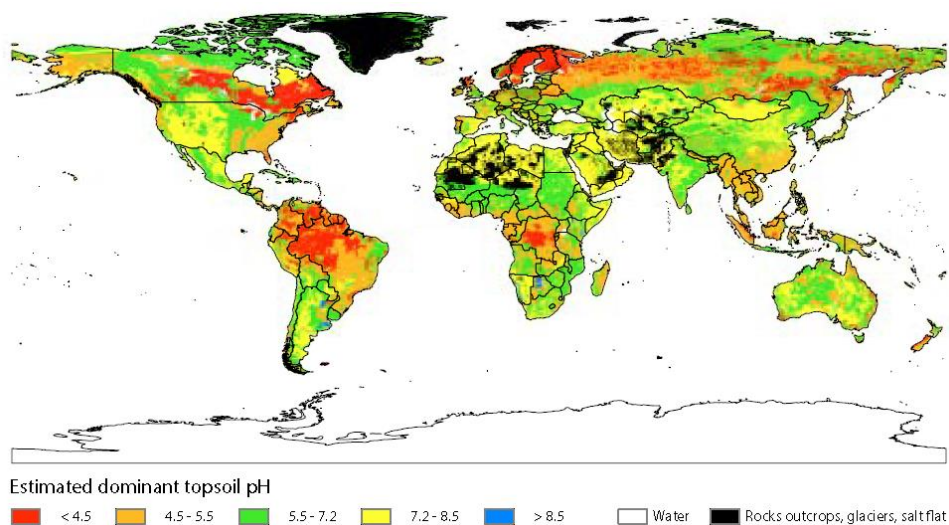 Estimated dominant topsoil pH
< 4.5 4.5 - 5.5 5.5 - 7.2 7.2 - 8.5 > 8.5 Water Rocks outcrops, glaciers, salt flat